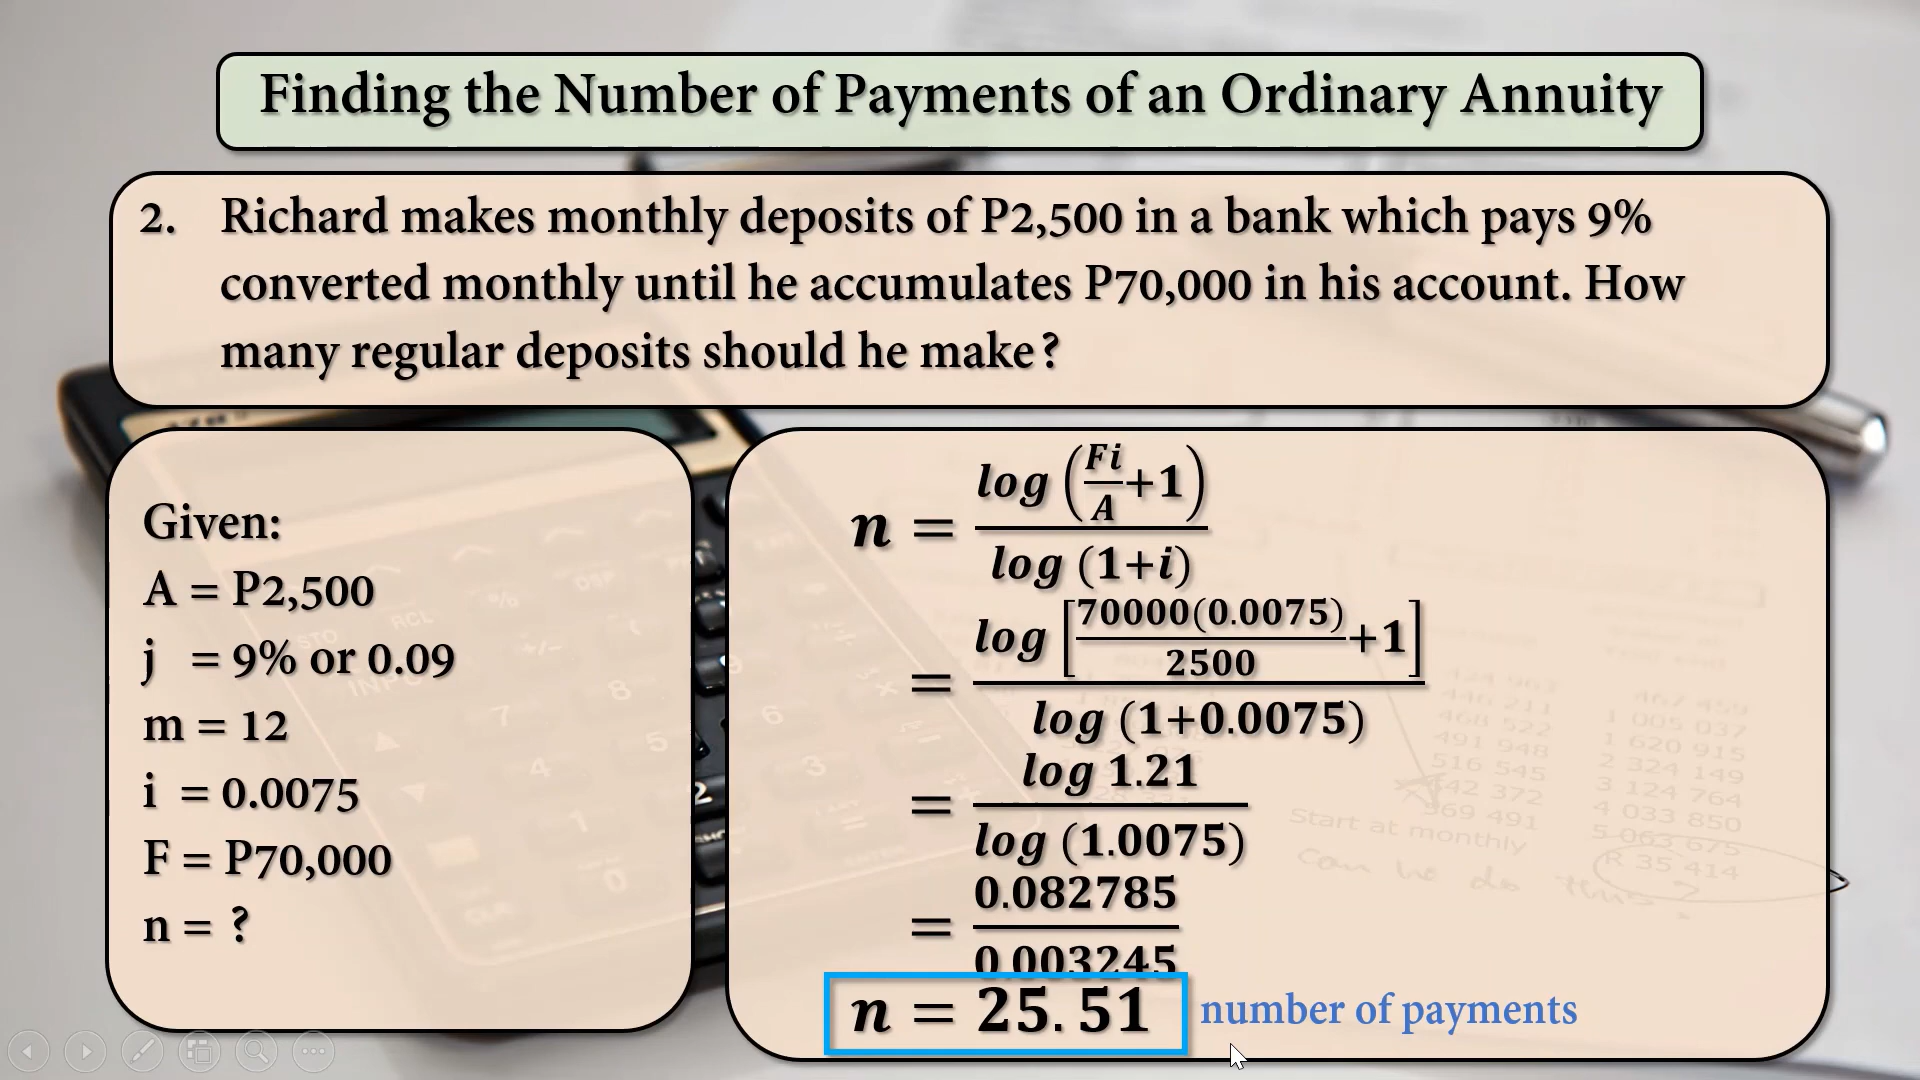 Finding the Number of Payments of an Ordinary Annuity
2. Richard makes monthly deposits of P2,500 in a bank which pays 9%
converted monthly until he accumulates P70,000 in his account. How
many regular deposits should he make?
Given:
A = P2,500
j = 9% or 0.09
m = 12
i = 0.0075
F = P70,000
n = ?
n = log (Fi/A +1) / log (1+i)
= log [70000(0.0075)/2500 +1] / log (1+0.0075)
= log 1.21 / log (1.0075)
= 0.082785 / 0.003245
n = 25.51 number of payments
Start at monthly